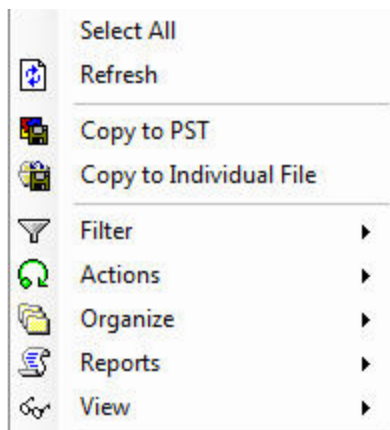 Select All
Refresh
Copy to PST
Copy to Individual File
Filter
Actions
Organize
Reports
View